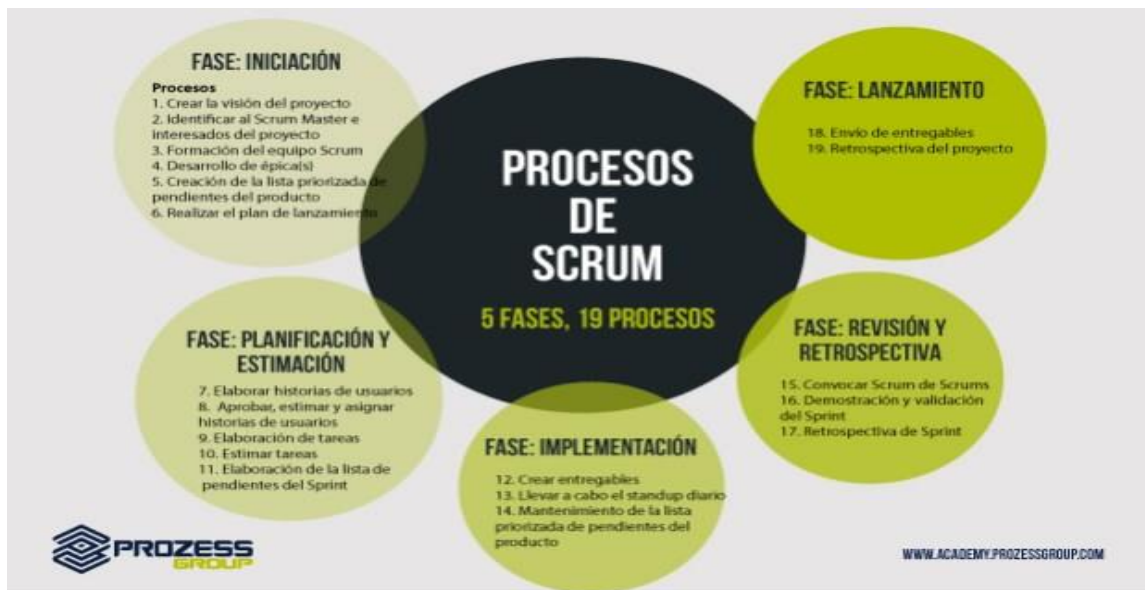 FASE: INICIACIÓN
Procesos
1. Crear la visión del proyecto
2. Identificar al Scrum Master e
interesados del proyecto
3. Formación del equipo Scrum
4. Desarrollo de épica(s)
5. Creación de la lista priorizada de
pendientes del producto
6. Realizar el plan de lanzamiento
PROCESOS
DE
SCRUM
5 FASES, 19 PROCESOS
FASE: LANZAMIENTO
18. Envío de entregables
19. Retrospectiva del proyecto
FASE: PLANIFICACIÓN Y
ESTIMACIÓN
7. Elaborar historias de usuarios
8. Aprobar, estimar y asignar
historias de usuarios
9. Elaboración de tareas
10. Estimar tareas
11. Elaboración de la lista de
pendientes del Sprint
FASE: IMPLEMENTACIÓN
12. Crear entregables
13. Llevar a cabo el standup diario
14. Mantenimiento de la lista
priorizada de pendientes del
producto
FASE: REVISIÓN Y
RETROSPECTIVA
15. Convocar Scrum de Scrums
16. Demostración y validación
del Sprint
17. Retrospectiva de Sprint
PROZESS
GROUP
WWW.ACADEMY.PROZESSGROUP.COM